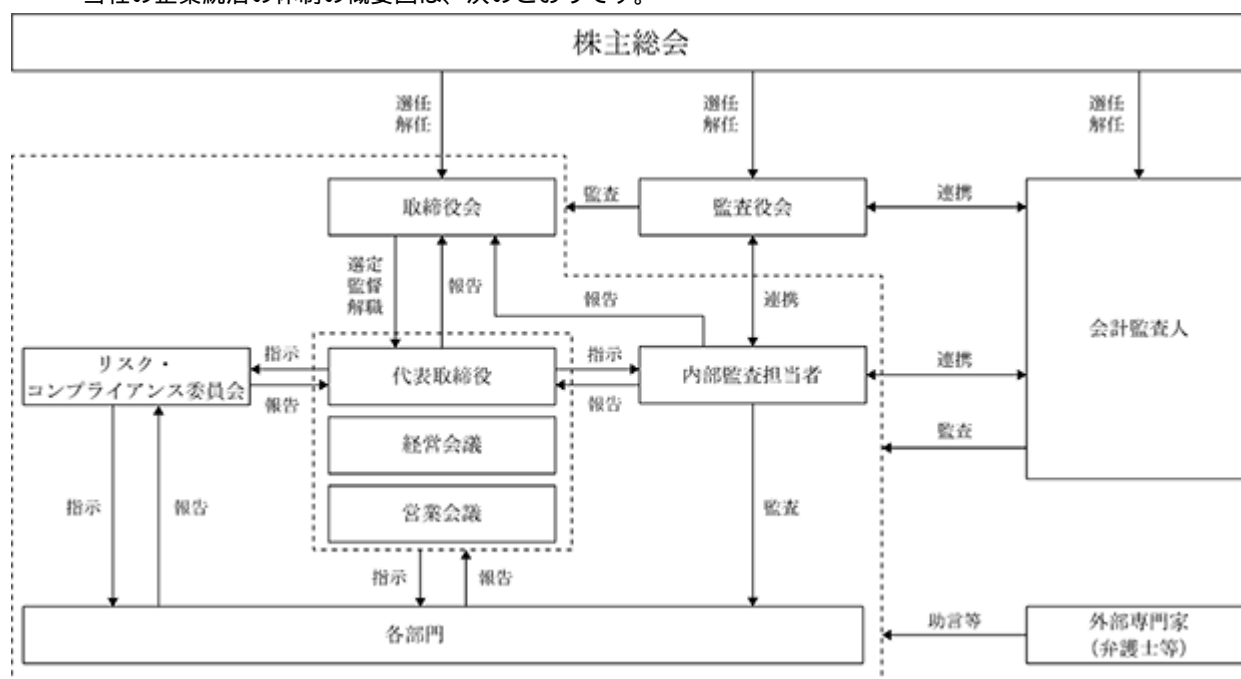 当社の企業統治の体制の概要図は、次のとおりです。
株主総会
選任
解任
選任
解任
選任
解任
取締役会
監査
監査役会
連携
選定
監督
解職
報告
報告
連携
会計監査人
リスク・
コンプライアンス委員会
指示
報告
代表取締役
指示
報告
内部監査担当者
連携
経営会議
監査
営業会議
指示
報告
監査
指示
報告
各部門
助言等
外部専門家
(弁護士等)